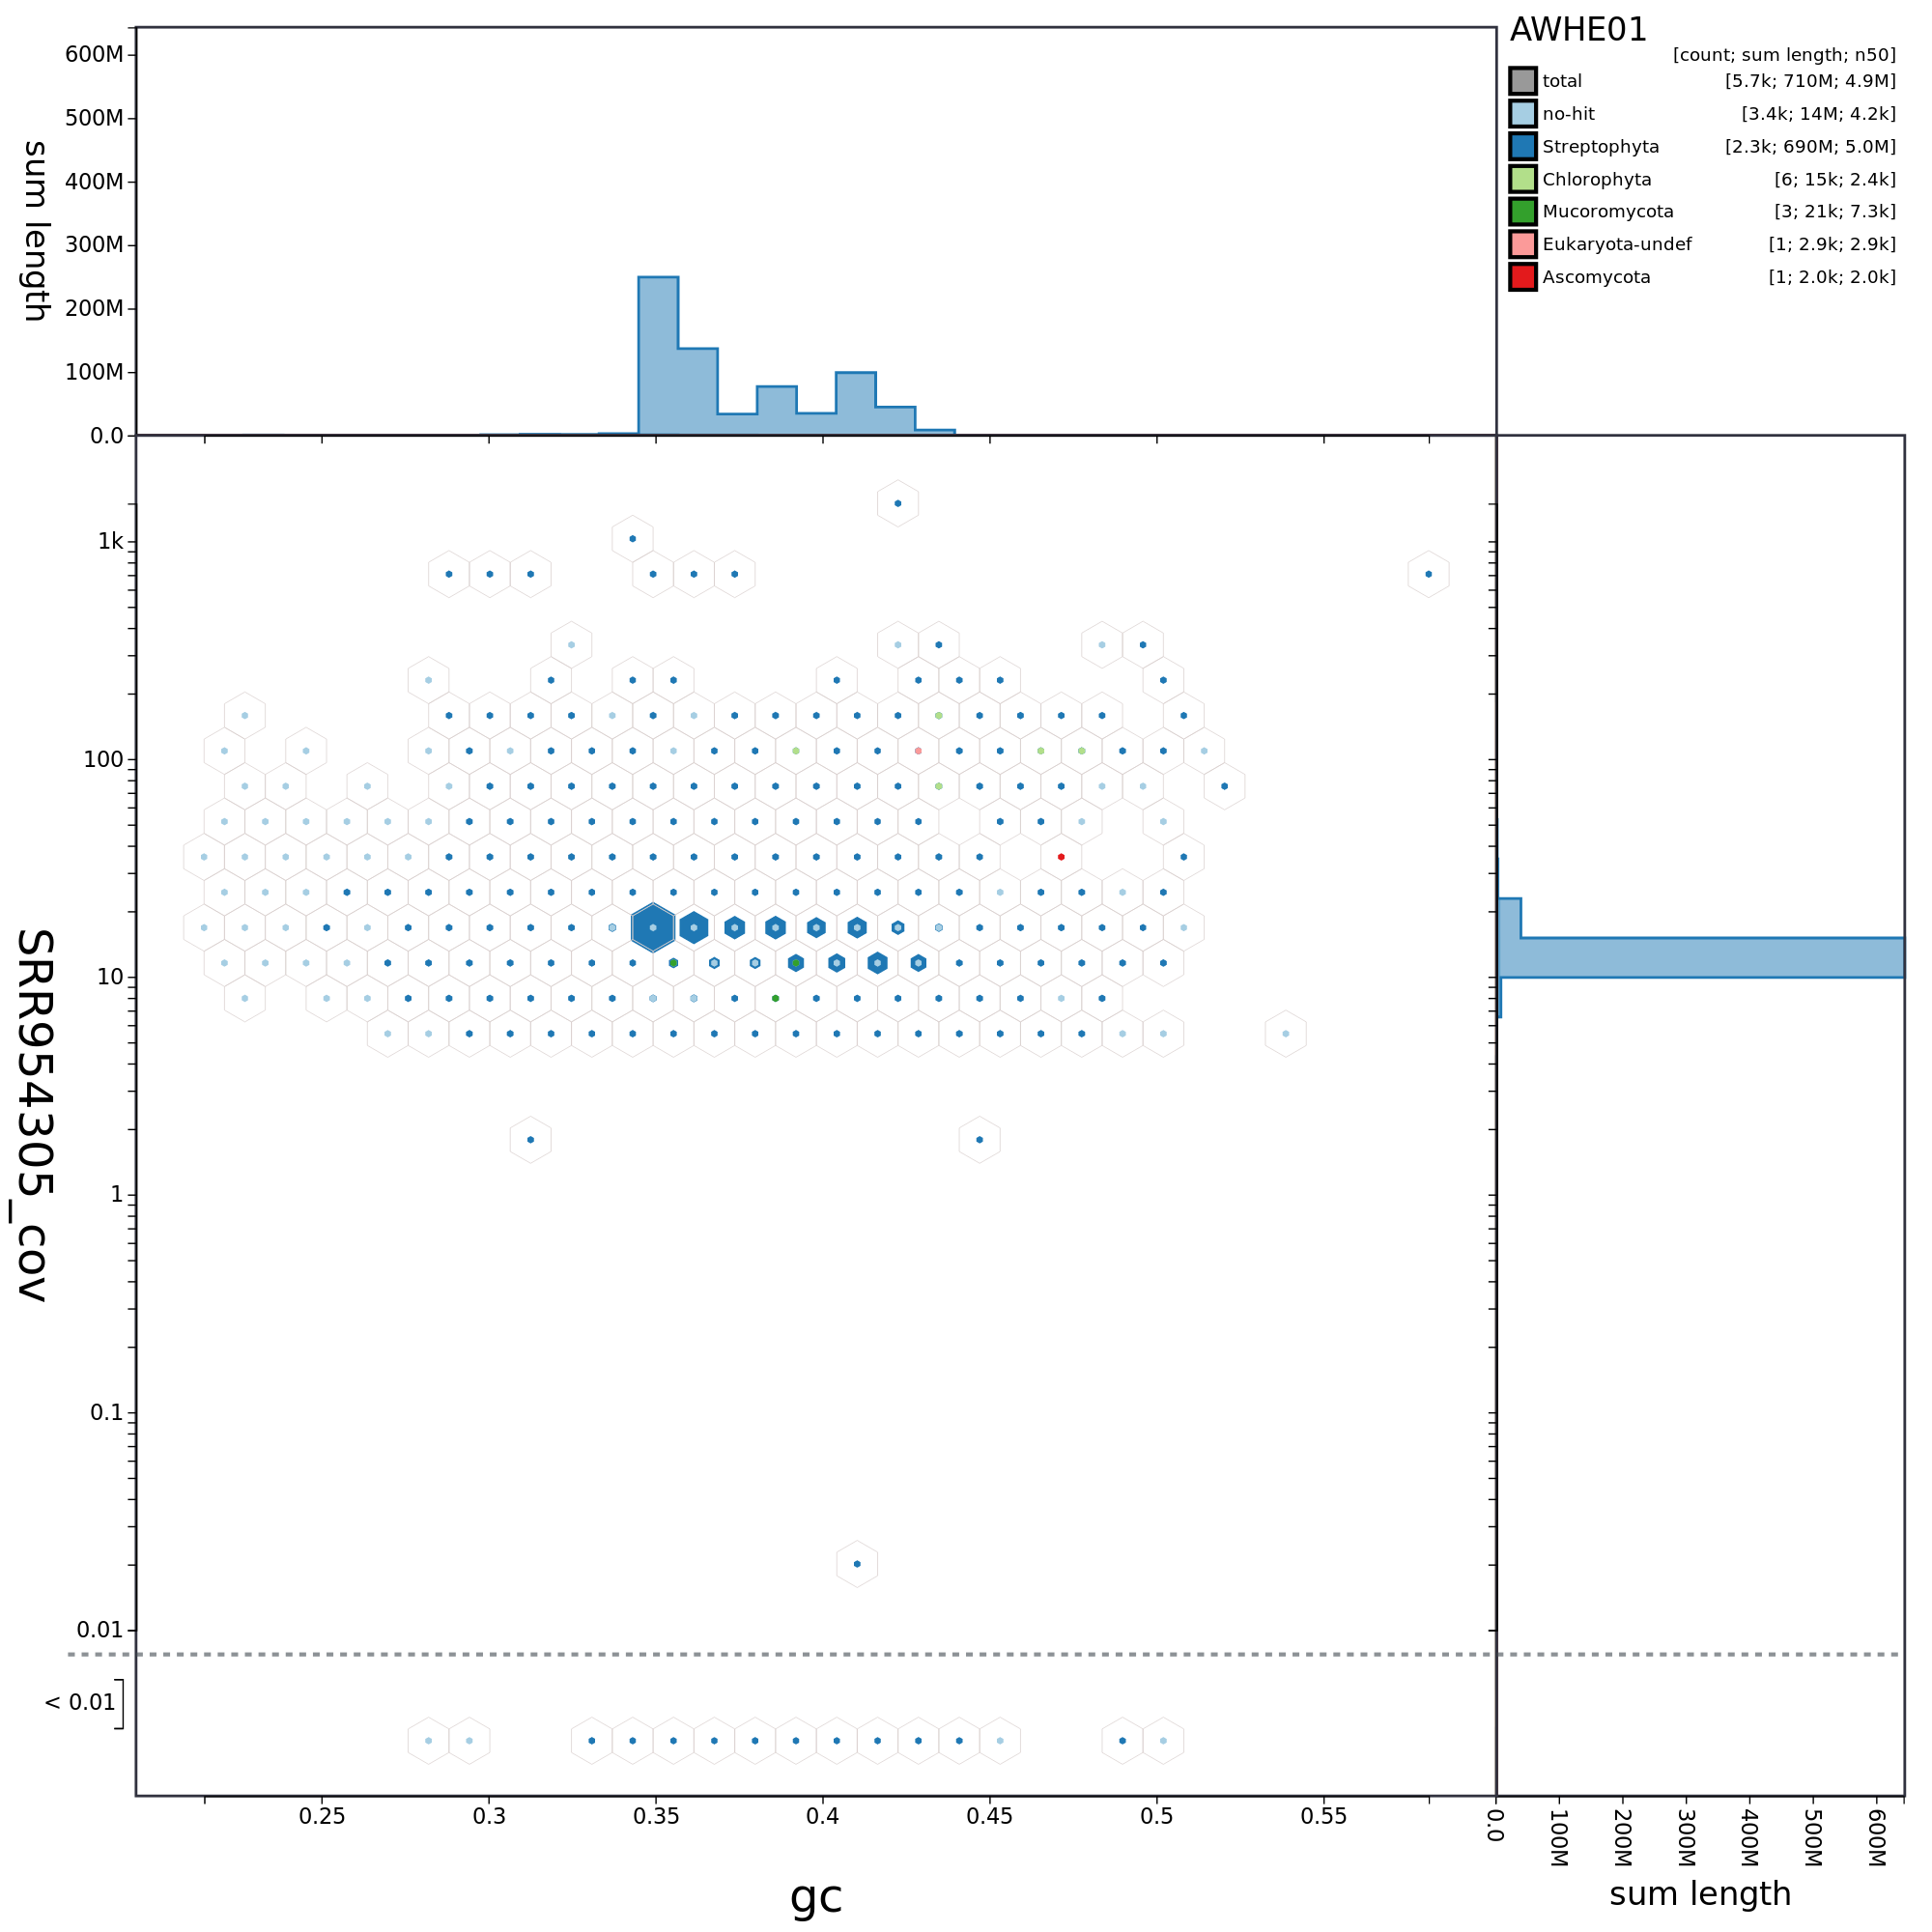 AWHE01
[count; sum length; n50]
total [5.7k; 710M; 4.9M]
no-hit [3.4k; 14M; 4.2k]
Streptophyta [2.3k; 690M; 5.0M]
Chlorophyta [6; 15k; 2.4k]
Mucoromycota [3; 21k; 7.3k]
Eukaryota-undef [1; 2.9k; 2.9k]
Ascomycota [1; 2.0k; 2.0k]
sum length
600M
500M
400M
300M
200M
100M
0.0
SRR954305_cov
1k
100
10
1
0.1
0.01
< 0.01
0.25 0.3 0.35 0.4 0.45 0.5 0.55
gc
0.0 100M 200M 300M 400M 500M 600M
sum length